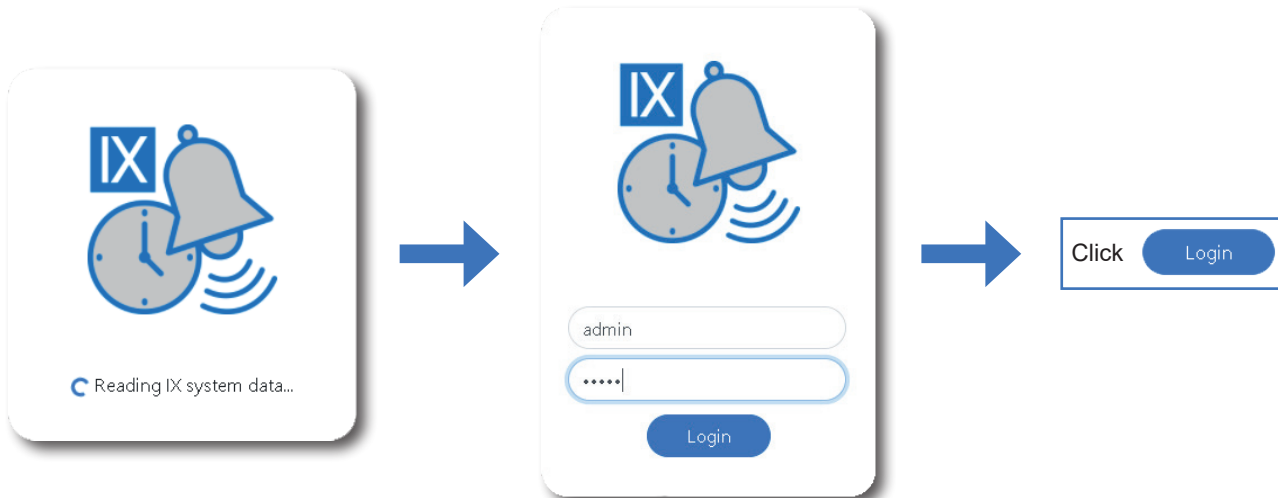 IX
Reading IX system data...
IX
admin
•••••
Login
Click Login